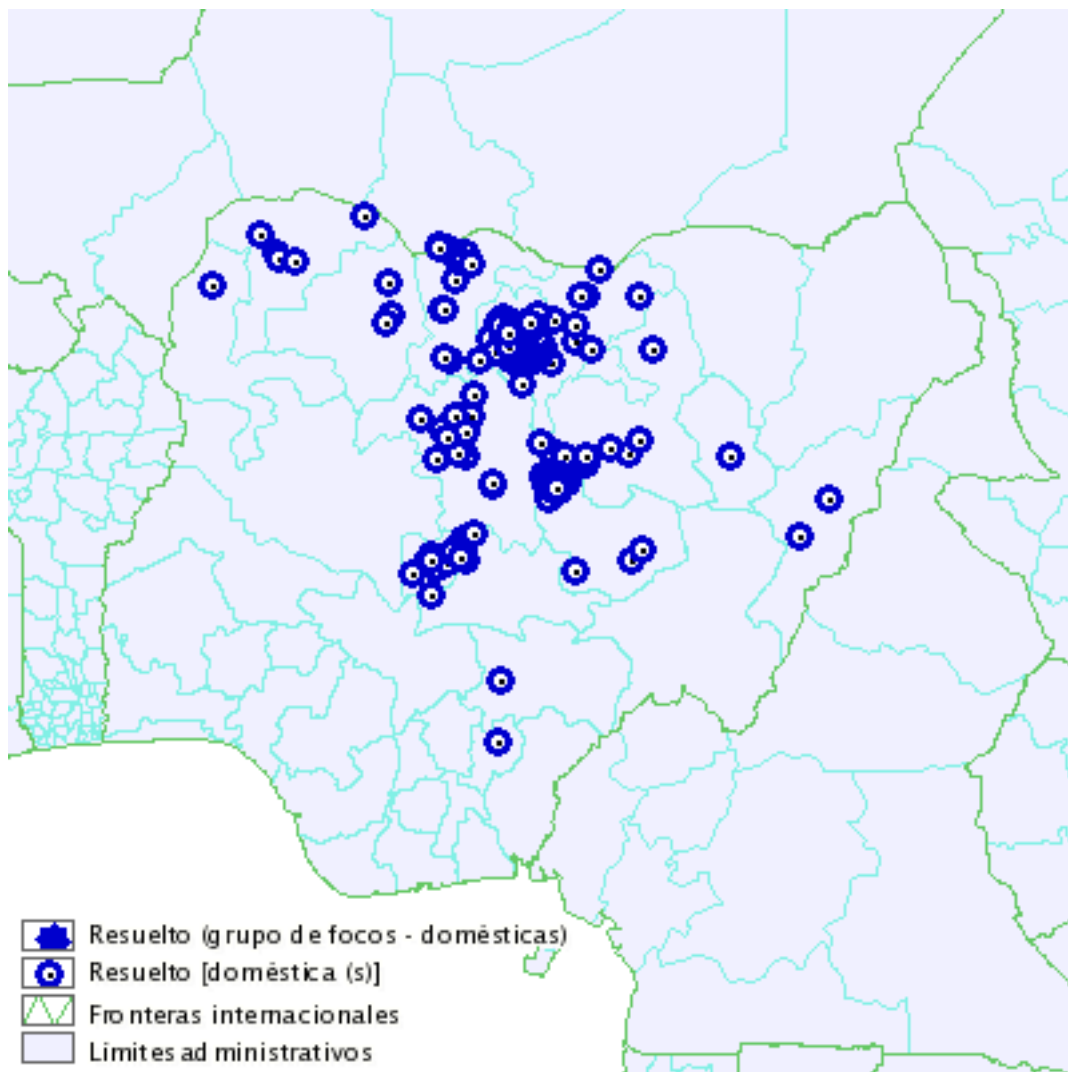 Resuelto (grupo de focos - domésticas)
Resuelto [doméstica (s)]
Fronteras internacionales
Límites administrativos